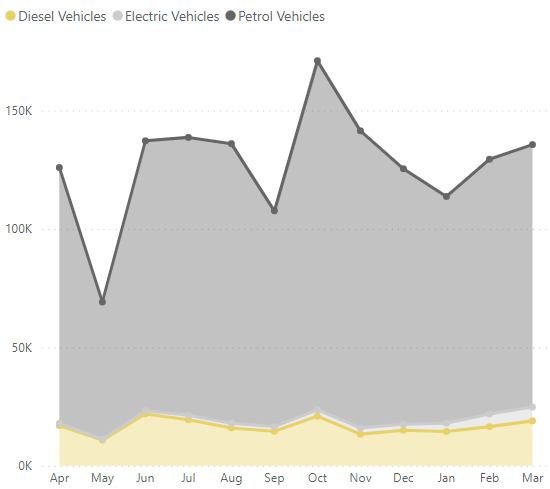 Diesel Vehicles Electric Vehicles Petrol Vehicles
150K
100K
50K
0K
Apr May Jun Jul Aug Sep Oct Nov Dec Jan Feb Mar